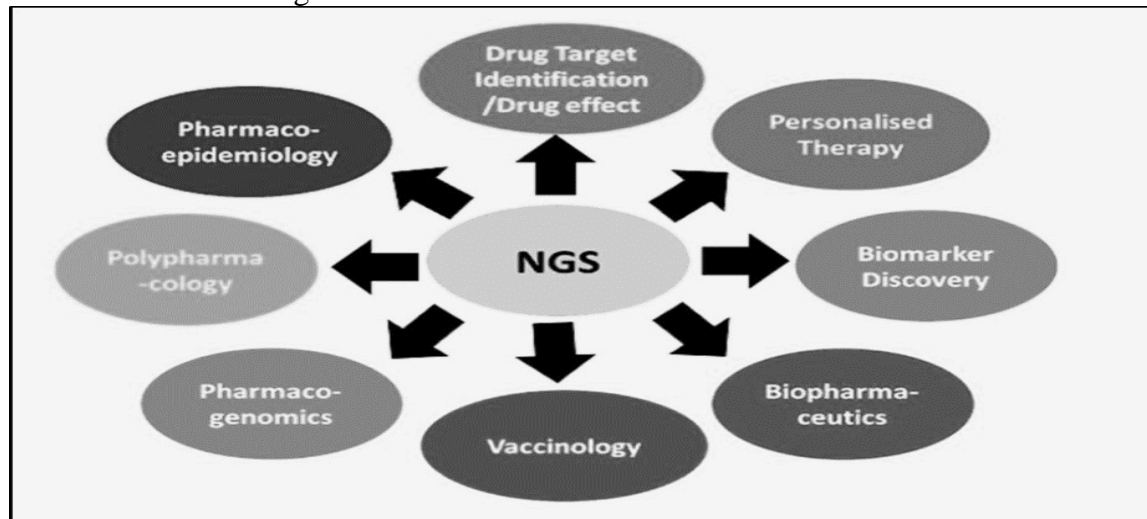 Drug Target
Identification
/Drug effect
Pharmaco-
epidemiology
Personalised
Therapy
Polypharma
-cology
NGS
Biomarker
Discovery
Pharmaco-
genomics
Vaccinology
Biopharma-
ceutics